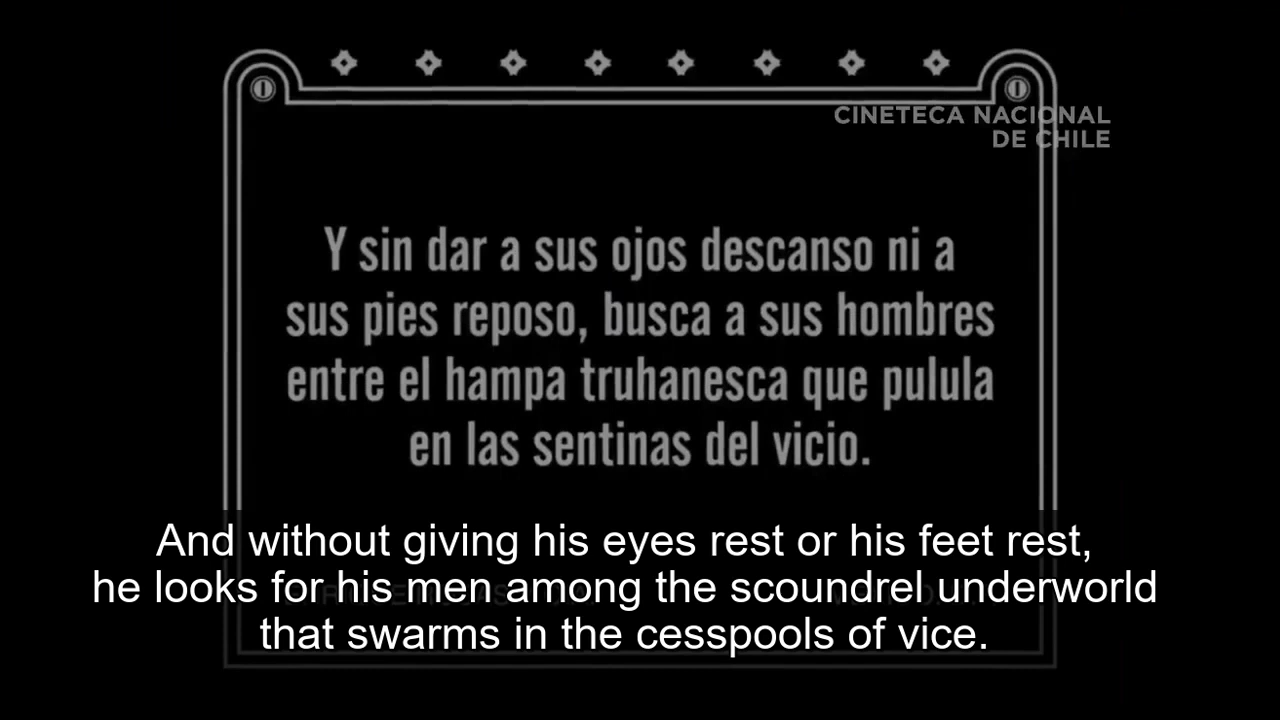 CINETECA NACIONAL
DE CHILE
Y sin dar a sus ojos descanso ni a
sus pies reposo, busca a sus hombres
entre el hampa truhanesca que pulula
en las sentinas del vicio.
And without giving his eyes rest or his feet rest,
he looks for his men among the scoundrel underworld
that swarms in the cesspools of vice.